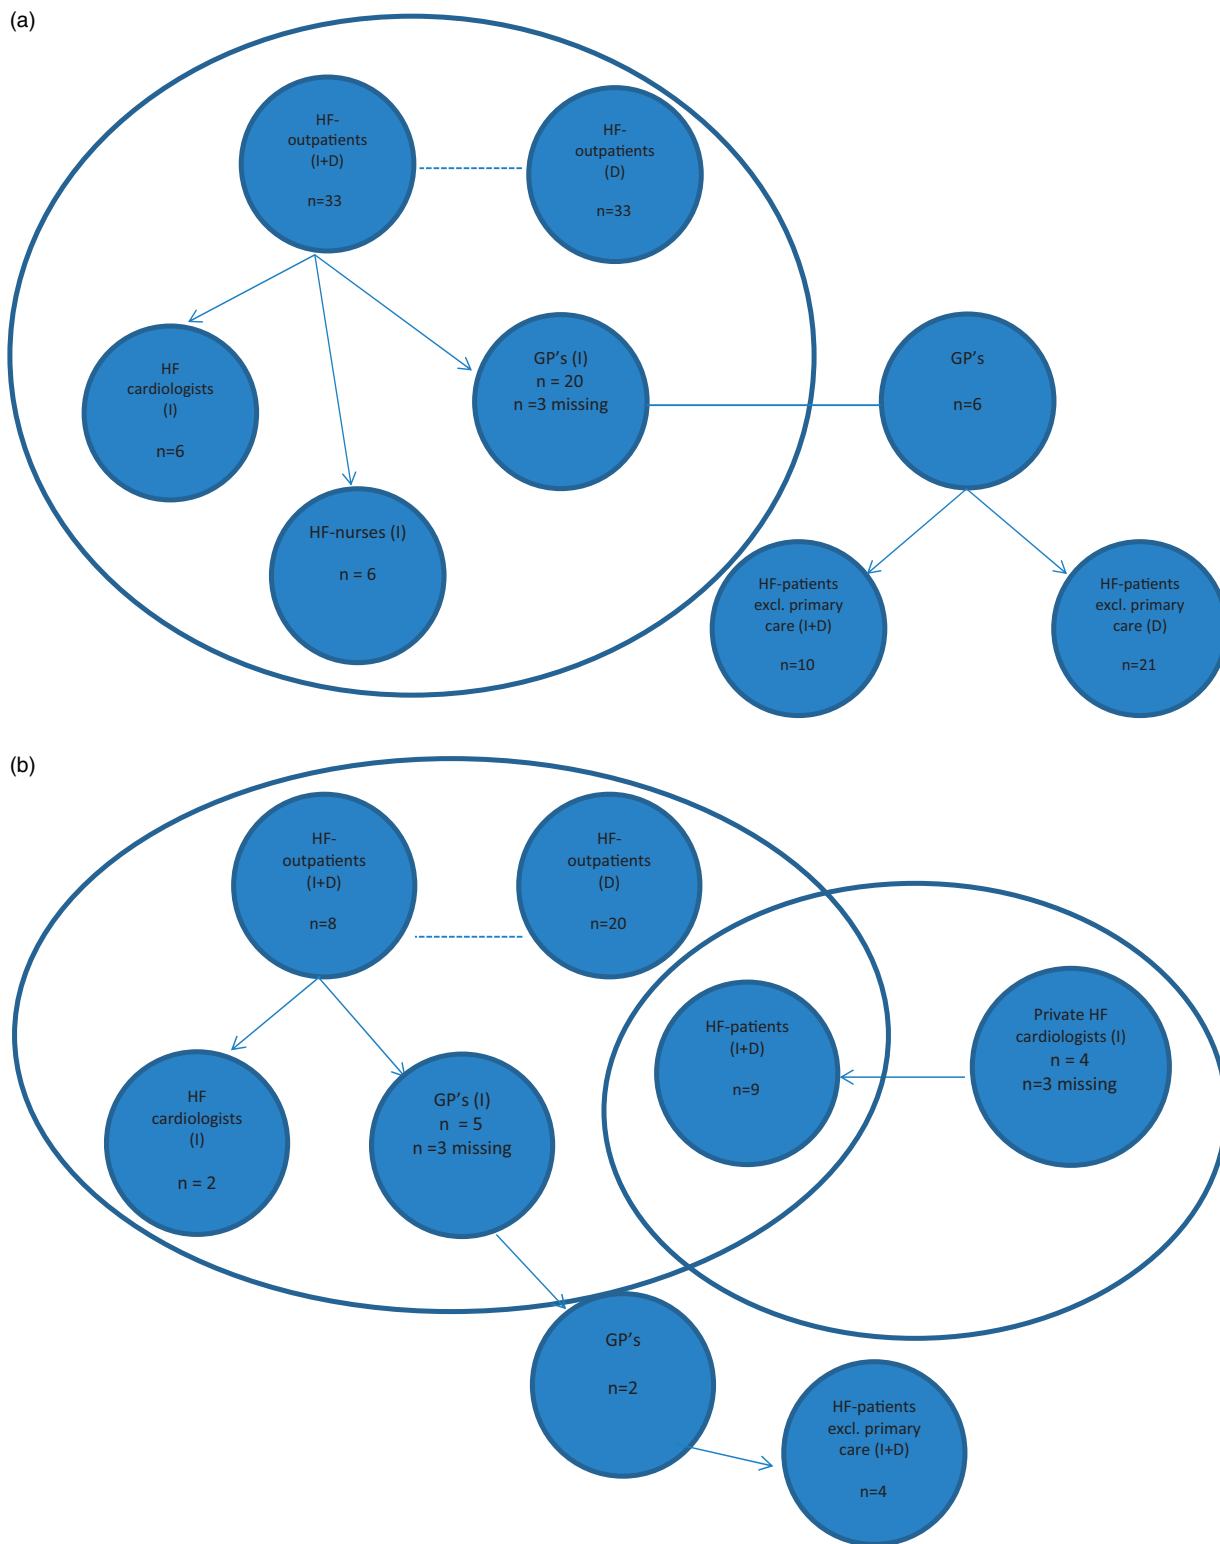 (a)
HF-
outpatients
(I+D)
n=33
HF-
outpatients
(D)
n=33
HF
cardiologists
(I)
n=6
HF-nurses (I)
n = 6
GP's (I)
n = 20
n =3 missing
GP's
n=6
HF-patients
excl. primary
care (I+D)
n=10
HF-patients
excl. primary
care (D)
n=21
(b)
HF-
outpatients
(I+D)
n=8
HF-
outpatients
(D)
n=20
HF
cardiologists
(I)
n = 2
GP's (I)
n  = 5
n =3 missing
HF-patients
(I+D)
n=9
Private HF
cardiologists (I)
n = 4
n=3 missing
GP's
n=2
HF-patients
excl. primary
care (I+D)
n=4